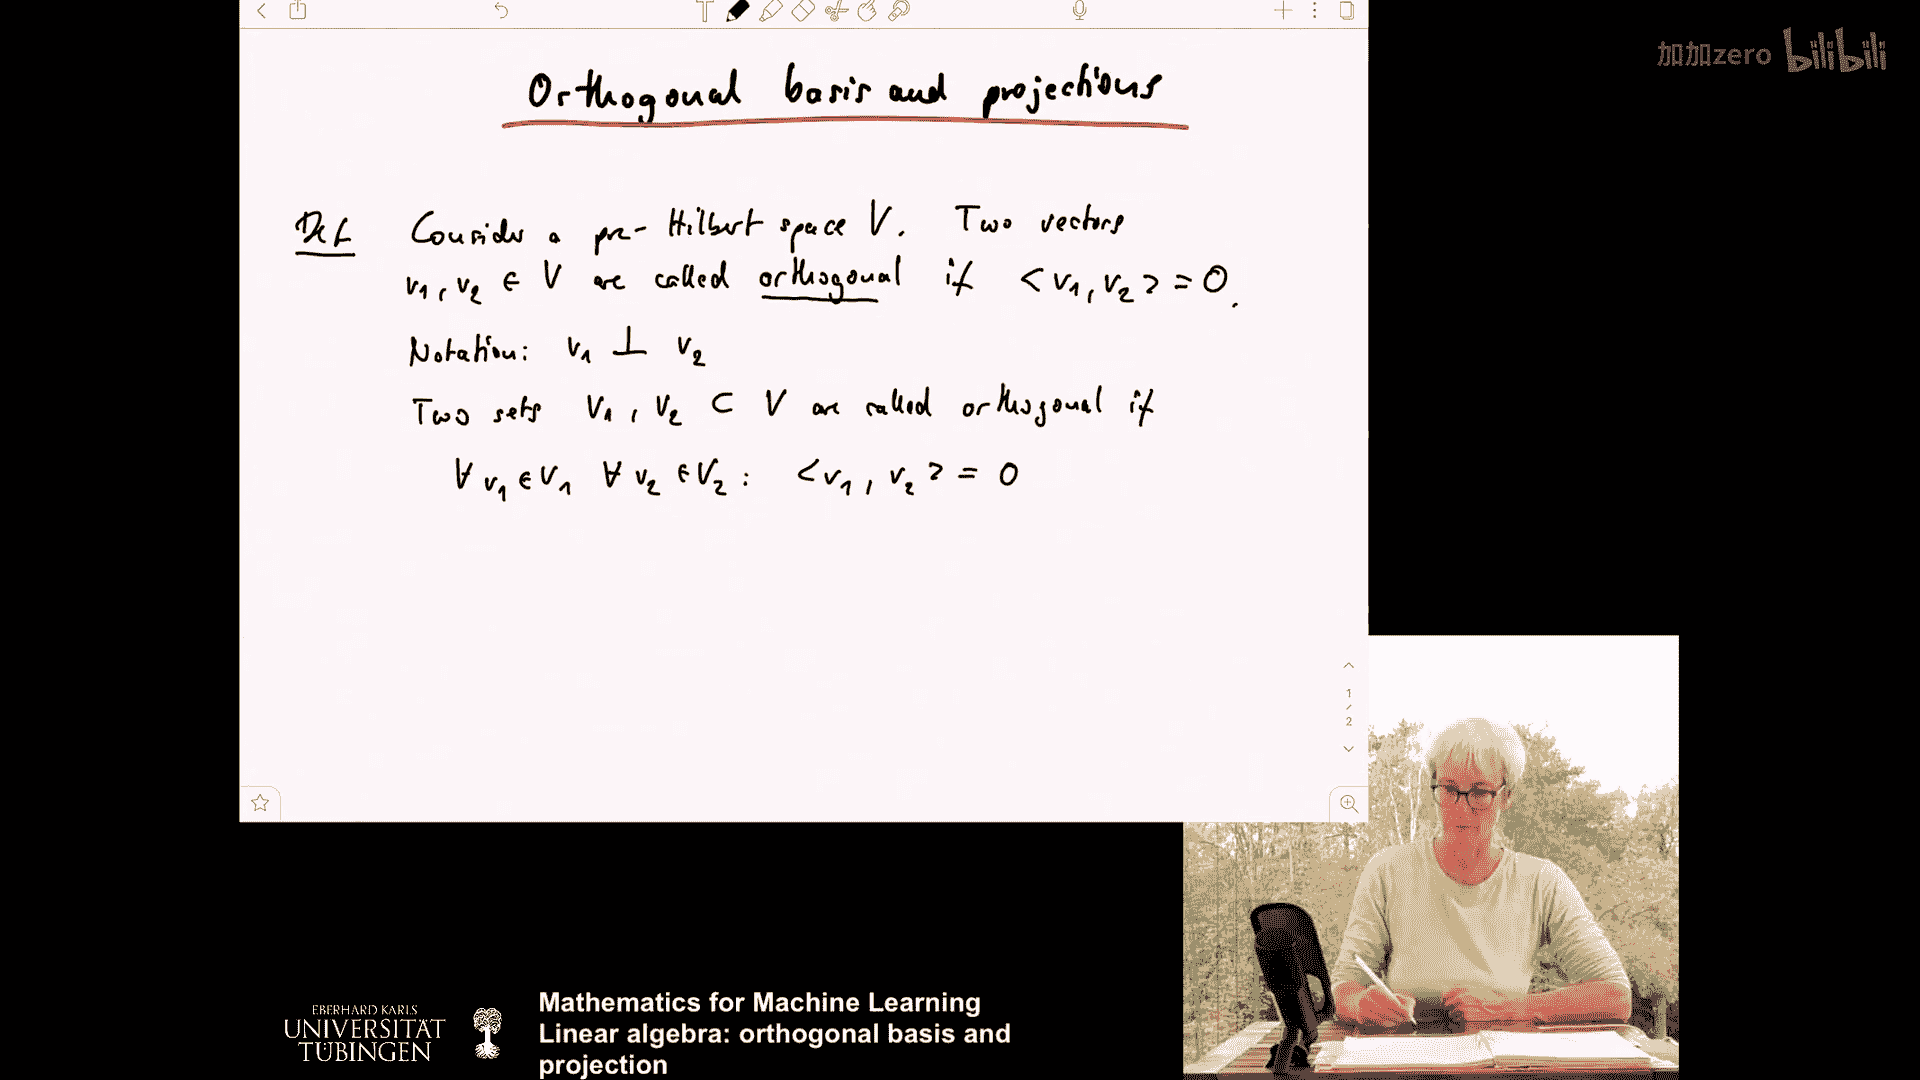 加加zero bilibili
Orthogonal basis and projections
Def Consider a pre-Hilbert space V. Two vectors
v₁, v₂ ∈ V are called orthogonal if <v₁, v₂> = 0.
Notation: v₁ ⊥ v₂
Two sets V₁, V₂ ⊂ V are called orthogonal if
∀ v₁ ∈ V₁ ∀ v₂ ∈ V₂: <v₁, v₂> = 0
1
/
2
EBERHARD KARLS
UNIVERSITÄT
TÜBINGEN
Mathematics for Machine Learning
Linear algebra: orthogonal basis and
projection